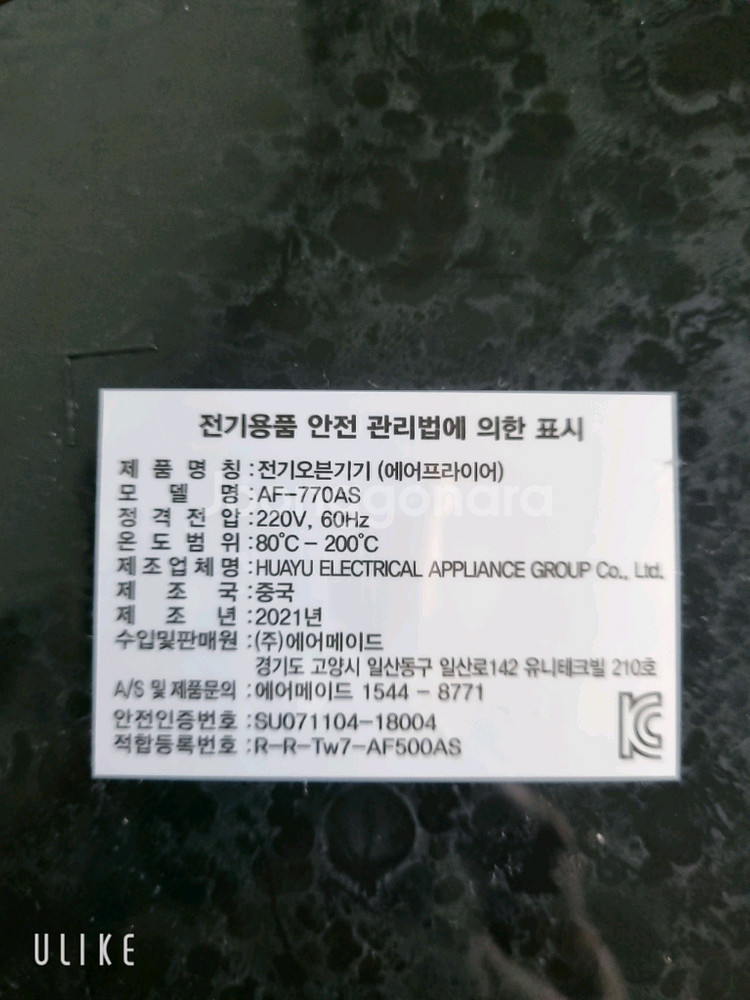 전기용품 안전 관리법에 의한 표시
제 품 명 칭 : 전기오븐기기 (에어프라이어)
모 델 명 : AF-770AS
정 격 전 압 : 220V, 60Hz
온 도 범 위 : 80°C - 200°C
제 조 업 체 명 : HUAYU ELECTRICAL APPLIANCE GROUP Co., Ltd.
제 조 국 : 중국
제 조 년 : 2021년
수입및판매원 : (주)에어메이드
경기도 고양시 일산동구 일산로142 유니테크빌 210호
A/S 및 제품문의 : 에어메이드 1544 - 8771
안전인증번호 : SU071104-18004
적합등록번호 : R-R-Tw7-AF500AS
ULIKE